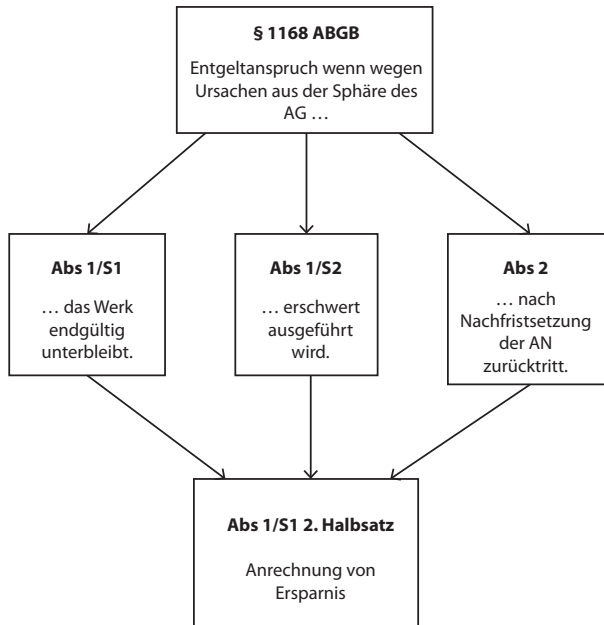 § 1168 ABGB
Entgeltanspruch wenn wegen
Ursachen aus der Sphäre des
AG …
Abs 1/S1
… das Werk
endgültig
unterbleibt.
Abs 1/S2
… erschwert
ausgeführt
wird.
Abs 2
… nach
Nachfristsetzung
der AN
zurücktritt.
Abs 1/S1 2. Halbsatz
Anrechnung von
Ersparnis